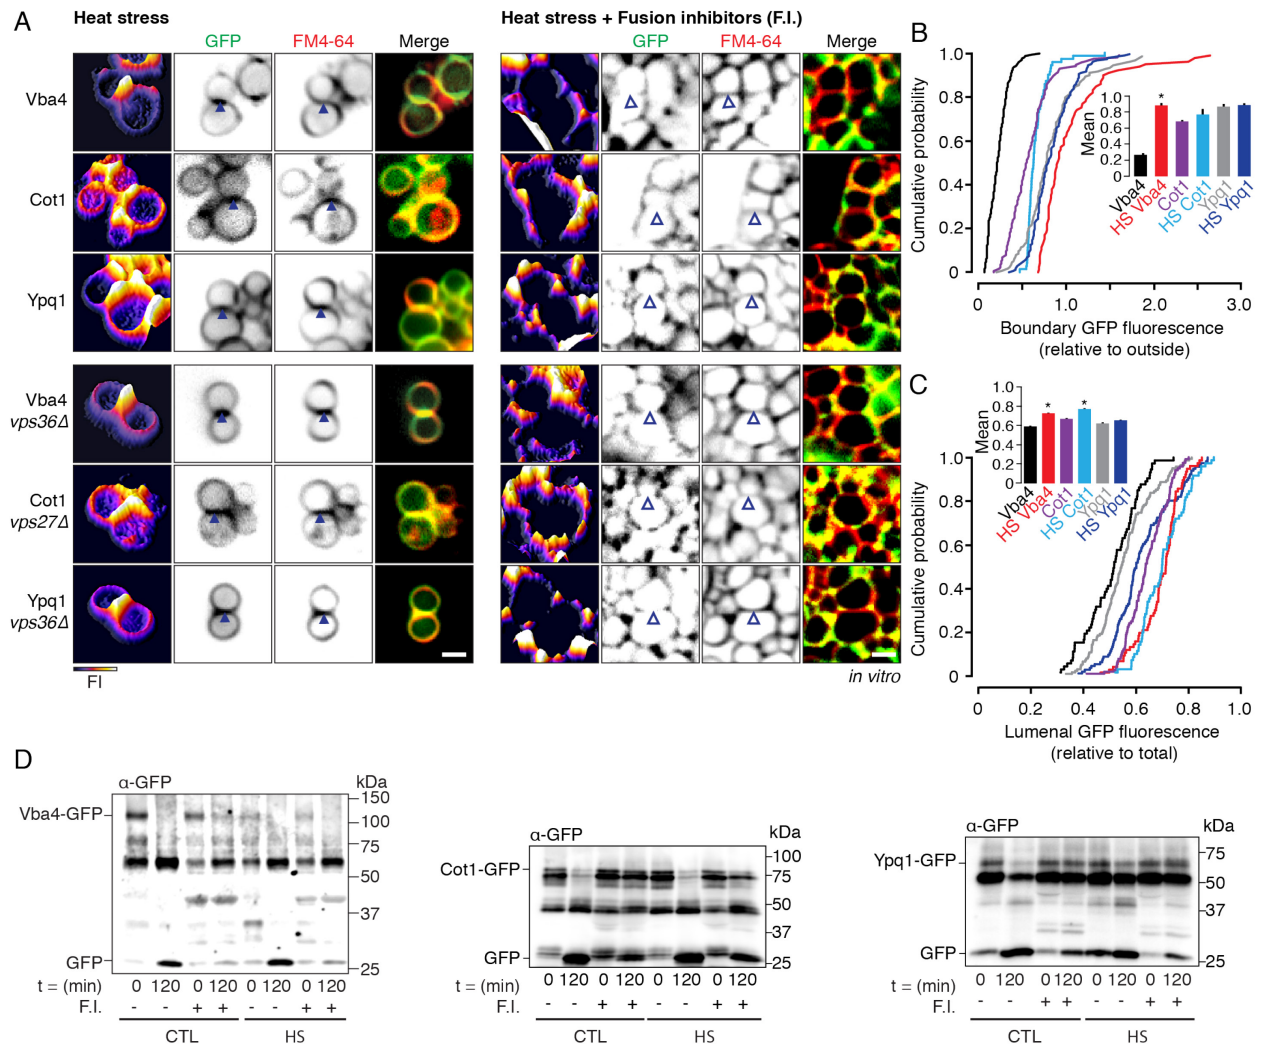 A
Heat stress
GFP
FM4-64
Merge
Vba4
Cot1
Ypq1
Vba4
vps36Δ
Cot1
vps27Δ
Ypq1
vps36Δ
FI
Heat stress + Fusion inhibitors (F.I.)
GFP
FM4-64
Merge
in vitro
B
Cumulative probability
1.0
0.8
0.6
0.4
0.2
0
0
1.0
2.0
3.0
Boundary GFP fluorescence
(relative to outside)
Mean
1.0
0.8
0.6
0.4
0.2
0
*
Vba4
HS Vba4
Cot1
HS Cot1
Ypq1
HS Ypq1
C
Mean
1.0
0.8
0.6
0.4
0.2
0
*
*
Vba4
HS Vba4
Cot1
HS Cot1
Ypq1
HS Ypq1
Cumulative probability
1.0
0.8
0.6
0.4
0.2
0
0 0.2 0.4 0.6 0.8 1.0
Lumenal GFP fluorescence
(relative to total)
D
α-GFP
kDa
Vba4-GFP
150
100
75
50
37
25
GFP
t = (min) 0 120 0 120 0 120 0 120
F.I. - - + + - - + +
CTL HS
α-GFP
kDa
Cot1-GFP
100
75
50
37
25
GFP
t = (min) 0 120 0 120 0 120 0 120
F.I. - - + + - - + +
CTL HS
α-GFP
kDa
Ypq1-GFP
75
50
37
25
GFP
t = (min) 0 120 0 120 0 120 0 120
F.I. - - + + - - + +
CTL HS